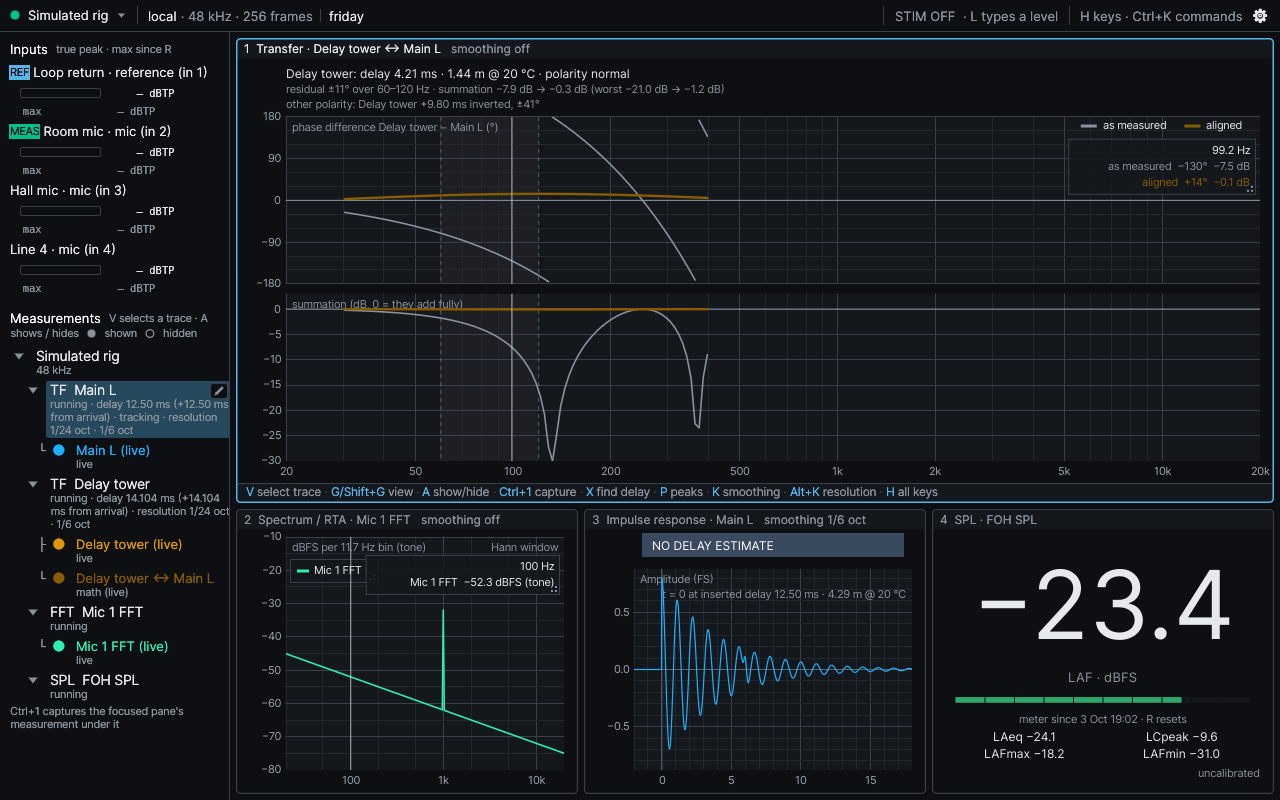 Simulated rig
local · 48 kHz · 256 frames
friday
STIM OFF · L types a level
H keys · Ctrl+K commands
Inputs true peak · max since R
REF Loop return · reference (in 1)
– dBTP
max – dBTP
MEAS Room mic · mic (in 2)
– dBTP
max – dBTP
Hall mic · mic (in 3)
– dBTP
max – dBTP
Line 4 · mic (in 4)
– dBTP
max – dBTP
Measurements V selects a trace · A
shows / hides shown hidden
Simulated rig
48 kHz
TF Main L
running · delay 12.50 ms (+12.50 ms
from arrival) · tracking · resolution
1/24 oct · 1/6 oct
Main L (live)
live
TF Delay tower
running · delay 14.104 ms (+14.104
ms from arrival) · resolution 1/24 oct
· 1/6 oct
Delay tower (live)
live
Delay tower ↔ Main L
math (live)
FFT Mic 1 FFT
running
Mic 1 FFT (live)
live
SPL FOH SPL
running
Ctrl+1 captures the focused pane's
measurement under it
1 Transfer · Delay tower ↔ Main L smoothing off
Delay tower: delay 4.21 ms · 1.44 m @ 20 °C · polarity normal
residual ±11° over 60–120 Hz · summation −7.9 dB → −0.3 dB (worst −21.0 dB → −1.2 dB)
other polarity: Delay tower +9.80 ms inverted, ±41°
phase difference Delay tower – Main L (°)
as measured aligned
99.2 Hz
as measured −130° −7.5 dB
aligned +14° −0.1 dB
180
90
0
−90
−180
summation (dB, 0 = they add fully)
0
−5
−10
−15
−20
−25
−30
20 50 100 200 500 1k 2k 5k 10k 20k
V select trace · G/Shift+G view · A show/hide · Ctrl+1 capture · X find delay · P peaks · K smoothing · Alt+K resolution · H all keys
2 Spectrum / RTA · Mic 1 FFT smoothing off
dBFS per 11.7 Hz bin (tone) Hann window
Mic 1 FFT
100 Hz
Mic 1 FFT −52.3 dBFS (tone)
−10
−20
−30
−40
−50
−60
−70
−80
100 1k 10k
3 Impulse response · Main L smoothing 1/6 oct
NO DELAY ESTIMATE
Amplitude (FS)
t = 0 at inserted delay 12.50 ms · 4.29 m @ 20 °C
0.5
0.0
−0.5
0 5 10 15
4 SPL · FOH SPL
−23.4
LAF · dBFS
meter since 3 Oct 19:02 · R resets
LAeq −24.1 LCpeak −9.6
LAFmax −18.2 LAFmin −31.0
uncalibrated